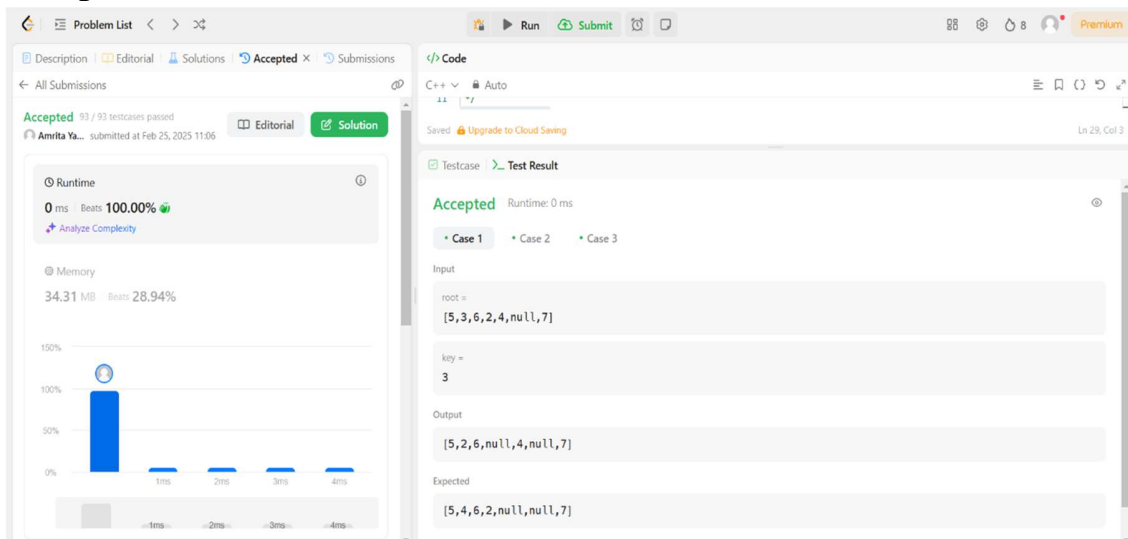 Problem List
Run
Submit
8
Premium
Description
Editorial
Solutions
Accepted
Submissions
</> Code
All Submissions
C++
Auto
11 */
Accepted 93 / 93 testcases passed
Amrita Ya... submitted at Feb 25, 2025 11:06
Editorial
Solution
Saved Upgrade to Cloud Saving
Ln 29, Col 3
Testcase
Test Result
Runtime
0 ms Beats 100.00%
Analyze Complexity
Memory
34.31 MB Beats 28.94%
150%
100%
50%
0%
1ms 2ms 3ms 4ms
1ms 2ms 3ms 4ms
Accepted Runtime: 0 ms
Case 1 Case 2 Case 3
Input
root =
[5,3,6,2,4,null,7]
key =
3
Output
[5,2,6,null,4,null,7]
Expected
[5,4,6,2,null,null,7]